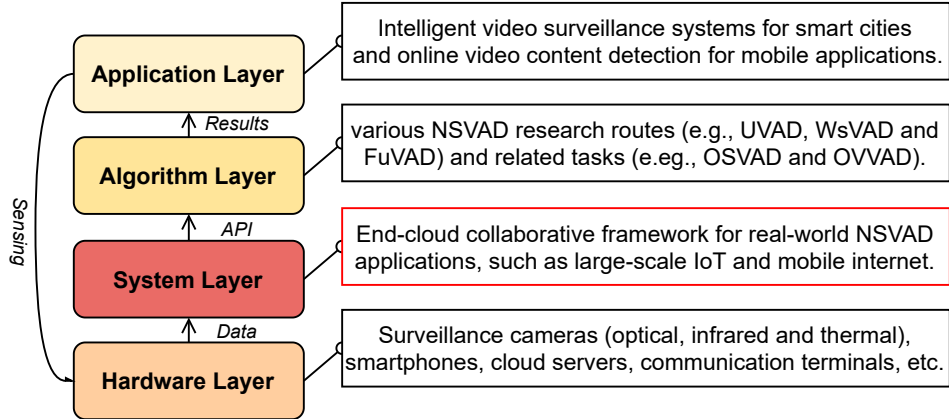 Application Layer
Intelligent video surveillance systems for smart cities
and online video content detection for mobile applications.
Results
Algorithm Layer
various NSVAD research routes (e.g., UVAD, WsVAD and
FuVAD) and related tasks (e.eg., OSVAD and OVVAD).
Sensing
API
System Layer
End-cloud collaborative framework for real-world NSVAD
applications, such as large-scale IoT and mobile internet.
Data
Hardware Layer
Surveillance cameras (optical, infrared and thermal),
smartphones, cloud servers, communication terminals, etc.